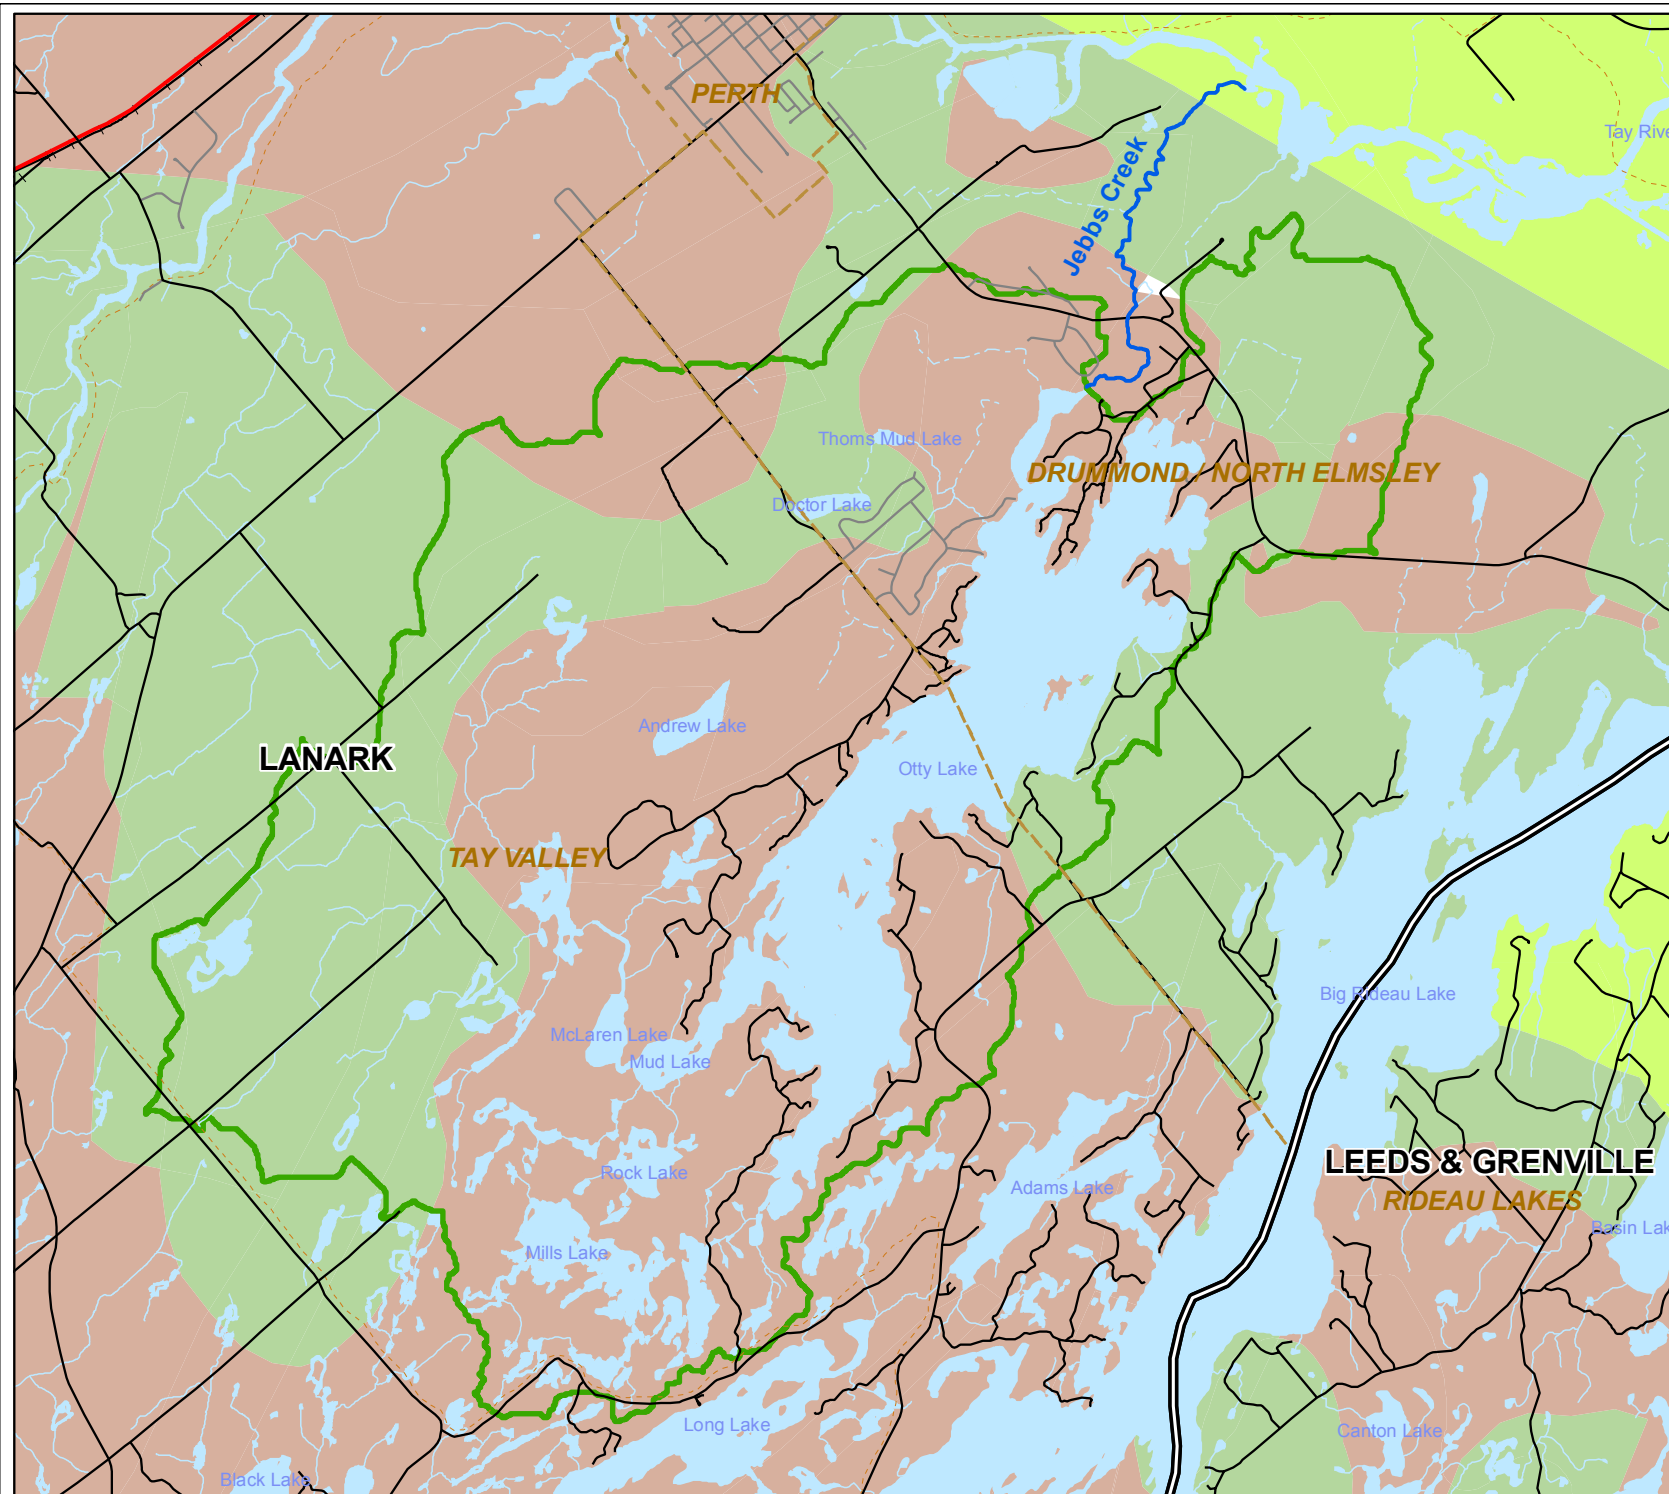 PERTH
Tay Rive
Jebbs Creek
Thoms Mud Lake
DRUMMOND / NORTH ELMSLEY
Doctor Lake
Andrew Lake
LANARK
Otty Lake
TAY VALLEY
Big Rideau Lake
McLaren Lake
Mud Lake
LEEDS & GRENVILLE
Rock Lake
Adams Lake
RIDEAU LAKES
Basin Lak
Mills Lake
Long Lake
Canton Lake
Black Lake